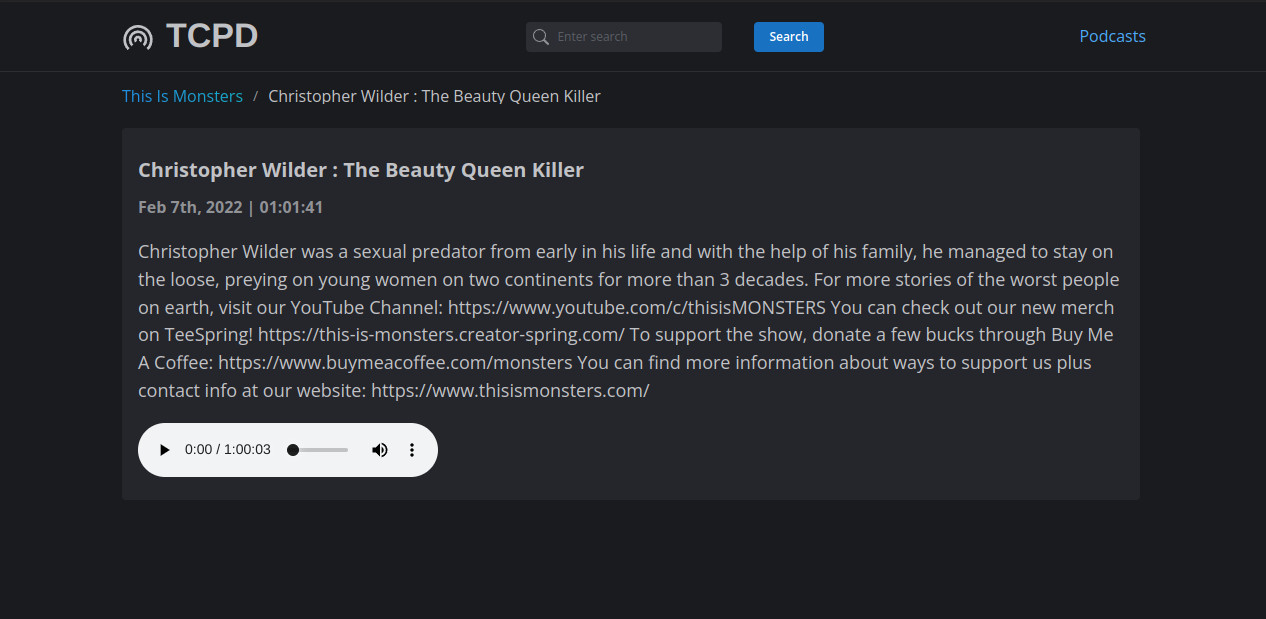 TCPD
Enter search
Search
Podcasts
This Is Monsters / Christopher Wilder : The Beauty Queen Killer
Christopher Wilder : The Beauty Queen Killer
Feb 7th, 2022 | 01:01:41
Christopher Wilder was a sexual predator from early in his life and with the help of his family, he managed to stay on
the loose, preying on young women on two continents for more than 3 decades. For more stories of the worst people
on earth, visit our YouTube Channel: https://www.youtube.com/c/thisisMONSTERS You can check out our new merch
on TeeSpring! https://this-is-monsters.creator-spring.com/ To support the show, donate a few bucks through Buy Me
A Coffee: https://www.buymeacoffee.com/monsters You can find more information about ways to support us plus
contact info at our website: https://www.thisismonsters.com/
0:00 / 1:00:03